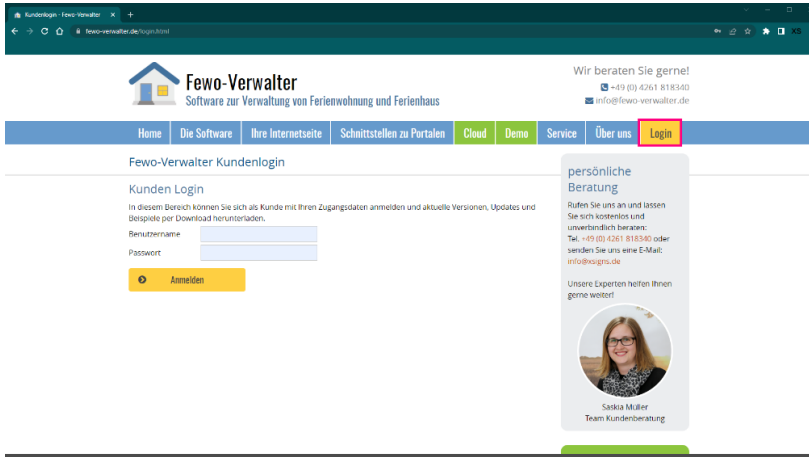 Kundenlogin - Fewo-Verwalter
fewo-verwalter.de/login.html
XS
Fewo-Verwalter
Software zur Verwaltung von Ferienwohnung und Ferienhaus
Wir beraten Sie gerne!
+49 (0) 4261 818340
info@fewo-verwalter.de
Home Die Software Ihre Internetseite Schnittstellen zu Portalen Cloud Demo Service Über uns Login
Fewo-Verwalter Kundenlogin
Kunden Login
In diesem Bereich können Sie sich als Kunde mit Ihren Zugangsdaten anmelden und aktuelle Versionen, Updates und
Beispiele per Download herunterladen.
Benutzername
Passwort
Anmelden
persönliche
Beratung
Rufen Sie uns an und lassen
Sie sich kostenlos und
unverbindlich beraten:
Tel. +49 (0) 4261 818340 oder
senden Sie uns eine E-Mail:
info@xsigns.de
Unsere Experten helfen Ihnen
gerne weiter!
Saskia Müller
Team Kundenberatung